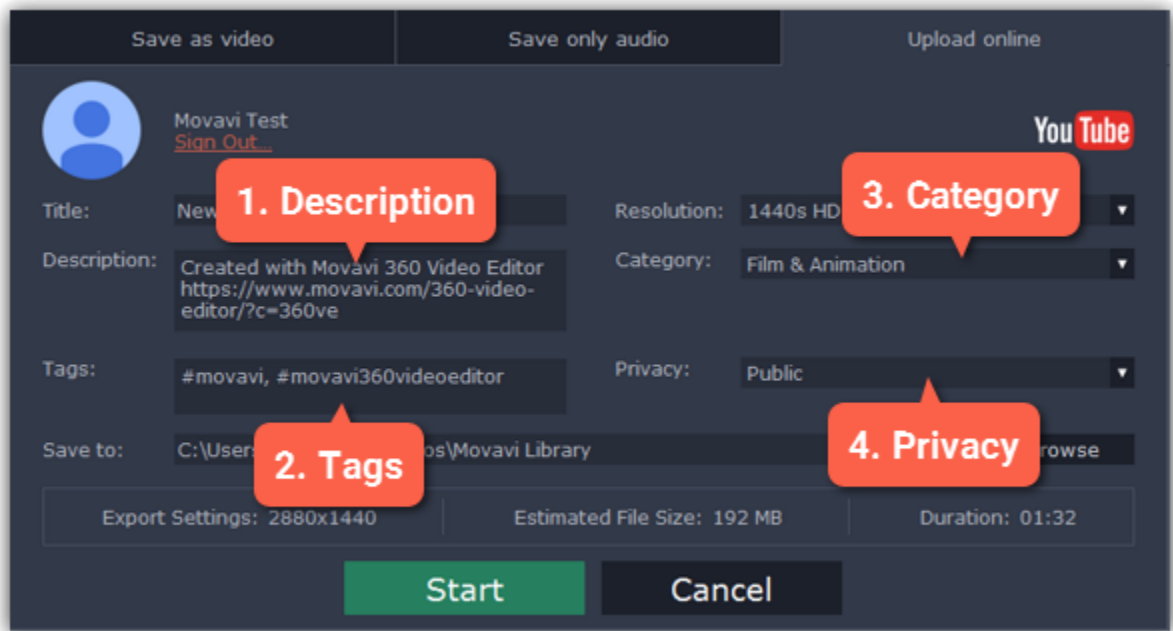 Save as video
Save only audio
Upload online
Movavi Test
Sign Out...
YouTube
1. Description
3. Category
Title:
New
Resolution:
1440s HD
Description:
Created with Movavi 360 Video Editor
https://www.movavi.com/360-video-
editor/?c=360ve
Category:
Film & Animation
Tags:
#movavi, #movavi360videoeditor
Privacy:
Public
2. Tags
4. Privacy
Save to:
C:\Users os\Movavi Library
rowse
Export Settings: 2880x1440
Estimated File Size: 192 MB
Duration: 01:32
Start
Cancel